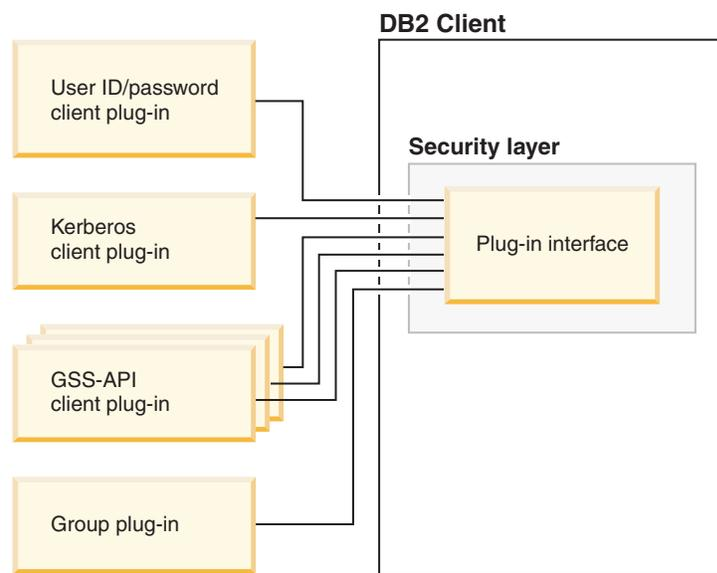 DB2 Client
User ID/password
client plug-in
Security layer
Kerberos
client plug-in
Plug-in interface
GSS-API
client plug-in
Group plug-in